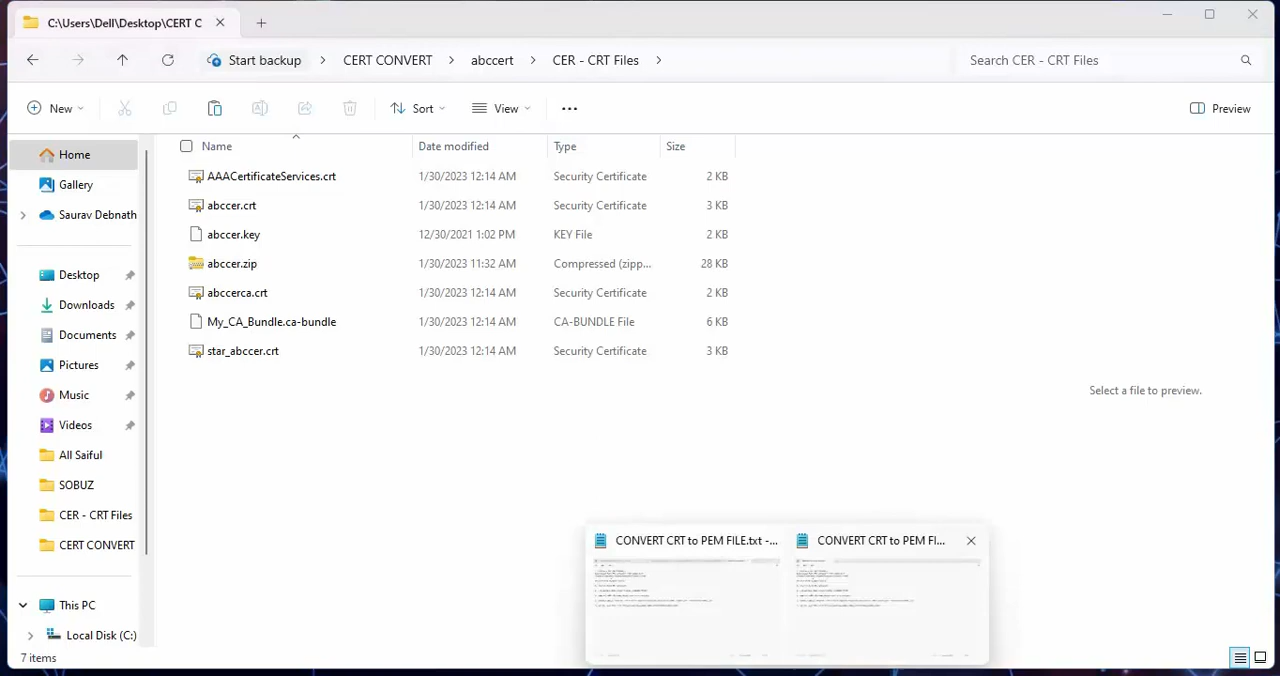 C:\Users\Dell\Desktop\CERT C
Start backup
CERT CONVERT
abccert
CER - CRT Files
Search CER - CRT Files
New
Sort
View
Preview
Name
Date modified
Type
Size
Home
Gallery
Saurav Debnath
Desktop
Downloads
Documents
Pictures
Music
Videos
All Saiful
SOBUZ
CER - CRT Files
CERT CONVERT
This PC
Local Disk (C:)
AAACertificateServices.crt 1/30/2023 12:14 AM Security Certificate 2 KB
abccer.crt 1/30/2023 12:14 AM Security Certificate 3 KB
abccer.key 12/30/2021 1:02 PM KEY File 2 KB
abccer.zip 1/30/2023 11:32 AM Compressed (zipp... 28 KB
abccerca.crt 1/30/2023 12:14 AM Security Certificate 2 KB
My_CA_Bundle.ca-bundle 1/30/2023 12:14 AM CA-BUNDLE File 6 KB
star_abccer.crt 1/30/2023 12:14 AM Security Certificate 3 KB
Select a file to preview.
CONVERT CRT to PEM FILE.txt -...
CONVERT CRT to PEM FI...
7 items